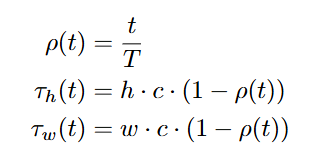 ρ(t) = t/T
τ_h(t) = h · c · (1 − ρ(t))
τ_w(t) = w · c · (1 − ρ(t))